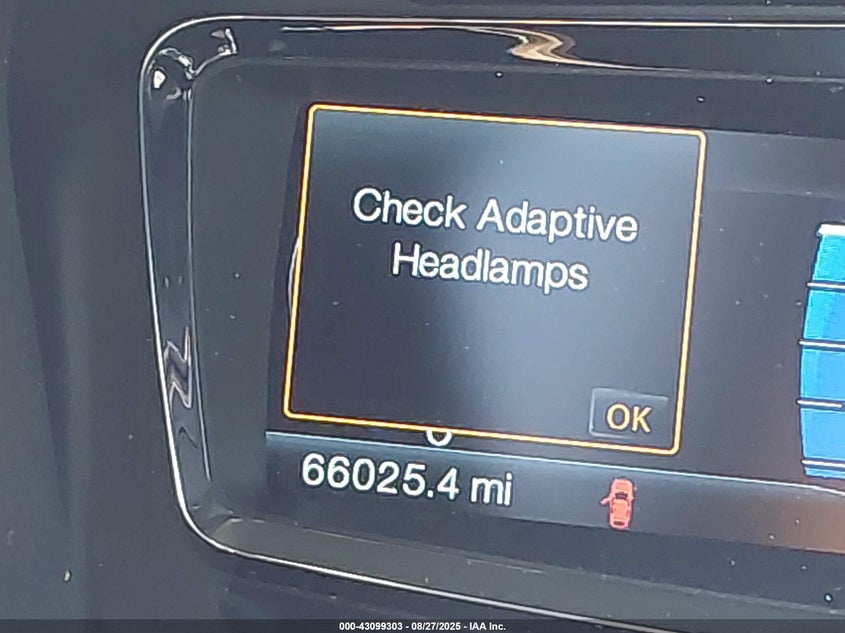 Check Adaptive
Headlamps
OK
66025.4 mi
000-43099303 - 08/27/2025 - IAA Inc.